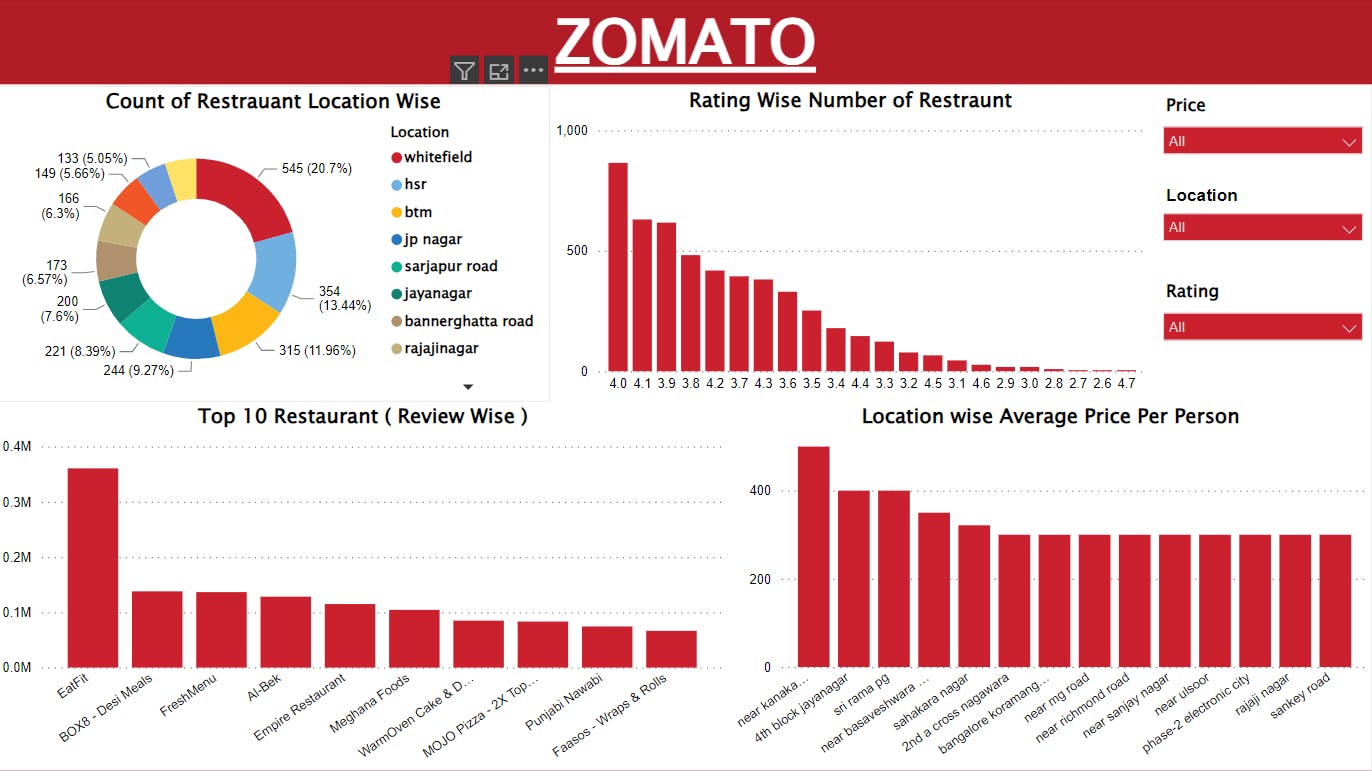 ZOMATO
Count of Restrauant Location Wise
Location
whitefield
hsr
btm
jp nagar
sarjapur road
jayanagar
bannerghatta road
rajajinagar
133 (5.05%)
149 (5.66%)
166
(6.3%)
173
(6.57%)
200
(7.6%)
221 (8.39%)
244 (9.27%)
545 (20.7%)
354
(13.44%)
315 (11.96%)
Rating Wise Number of Restraunt
1,000
500
0
4.0 4.1 3.9 3.8 4.2 3.7 4.3 3.6 3.5 3.4 4.4 3.3 3.2 4.5 3.1 4.6 2.9 3.0 2.8 2.7 2.6 4.7
Price
All
Location
All
Rating
All
Top 10 Restaurant ( Review Wise )
0.4M
0.3M
0.2M
0.1M
0.0M
EatFit
BOX8 - Desi Meals
FreshMenu
Al-Bek
Empire Restaurant
Meghana Foods
WarmOven Cake & D...
MOJO Pizza - 2X Top...
Punjabi Nawabi
Faasos - Wraps & Rolls
Location wise Average Price Per Person
400
200
0
near kanaka...
4th block jayanagar
sri rama pg
near basaveshwara ...
sahakara nagar
2nd a cross nagawara
bangalore koramang...
near mg road
near richmond road
near sanjay nagar
near ulsoor
phase-2 electronic city
rajaji nagar
sankey road